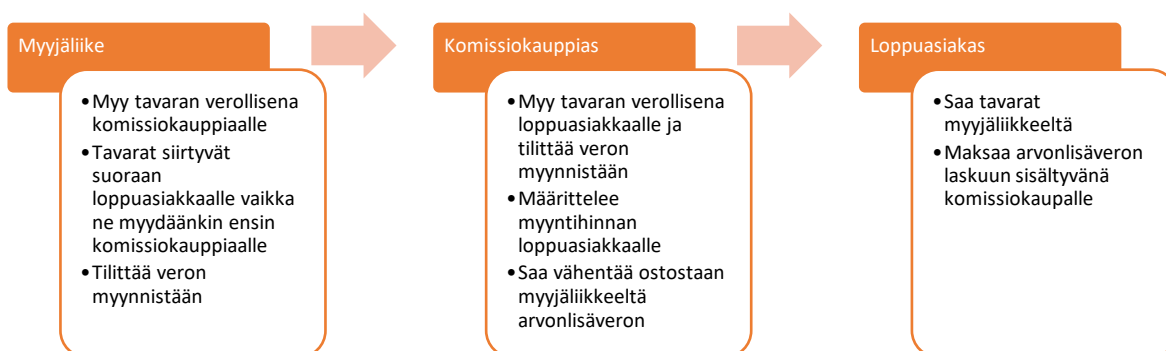 Myyjäliike
•Myy tavaran verollisena
komissiokauppiaalle
•Tavarat siirtyvät
suoraan
loppuasiakkaalle vaikka
ne myydäänkin ensin
komissiokauppiaalle
•Tilittää veron
myynnistään
Komissiokauppias
•Myy tavaran verollisena
loppuasiakkaalle ja
tilittää veron
myynnistään
•Määrittelee
myyntihinnan
loppuasiakkaalle
•Saa vähentää ostostaan
myyjäliikkeeltä
arvonlisäveron
Loppuasiakas
•Saa tavarat
myyjäliikkeeltä
•Maksaa arvonlisäveron
laskuun sisältyvänä
komissiokaupalle